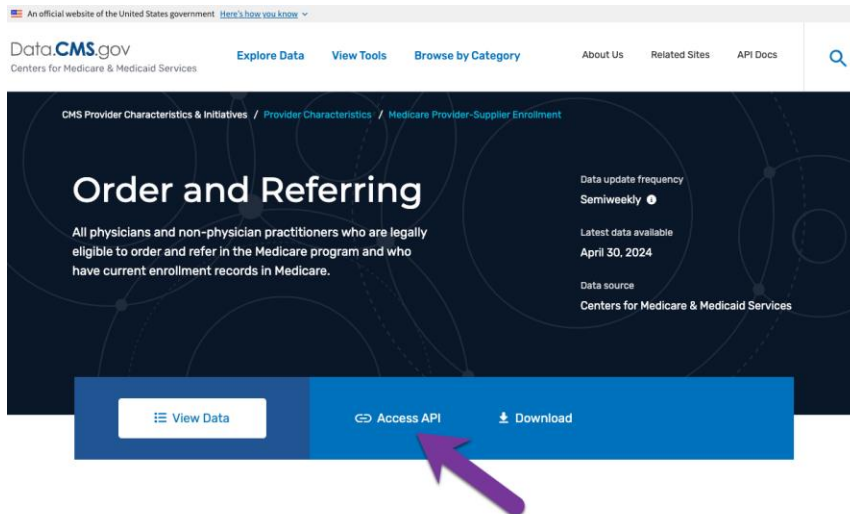 An official website of the United States government Here's how you know
Data.CMS.gov
Centers for Medicare & Medicaid Services
Explore Data View Tools Browse by Category
About Us Related Sites API Docs
CMS Provider Characteristics & Initiatives / Provider Characteristics / Medicare Provider-Supplier Enrollment
Order and Referring
All physicians and non-physician practitioners who are legally
eligible to order and refer in the Medicare program and who
have current enrollment records in Medicare.
Data update frequency
Semiweekly
Latest data available
April 30, 2024
Data source
Centers for Medicare & Medicaid Services
View Data
Access API
Download